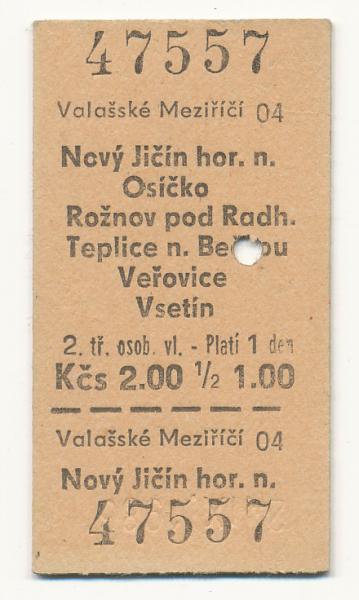 47557
Valašské Meziříčí 04
Nový Jičín hor. n.
Osíčko
Rožnov pod Radh.
Teplice n. Bečvou
Veřovice
Vsetín
2. tř. osob. vl. - Platí 1 den
Kčs 2.00 ½ 1.00
Valašské Meziříčí 04
Nový Jičín hor. n.
47557